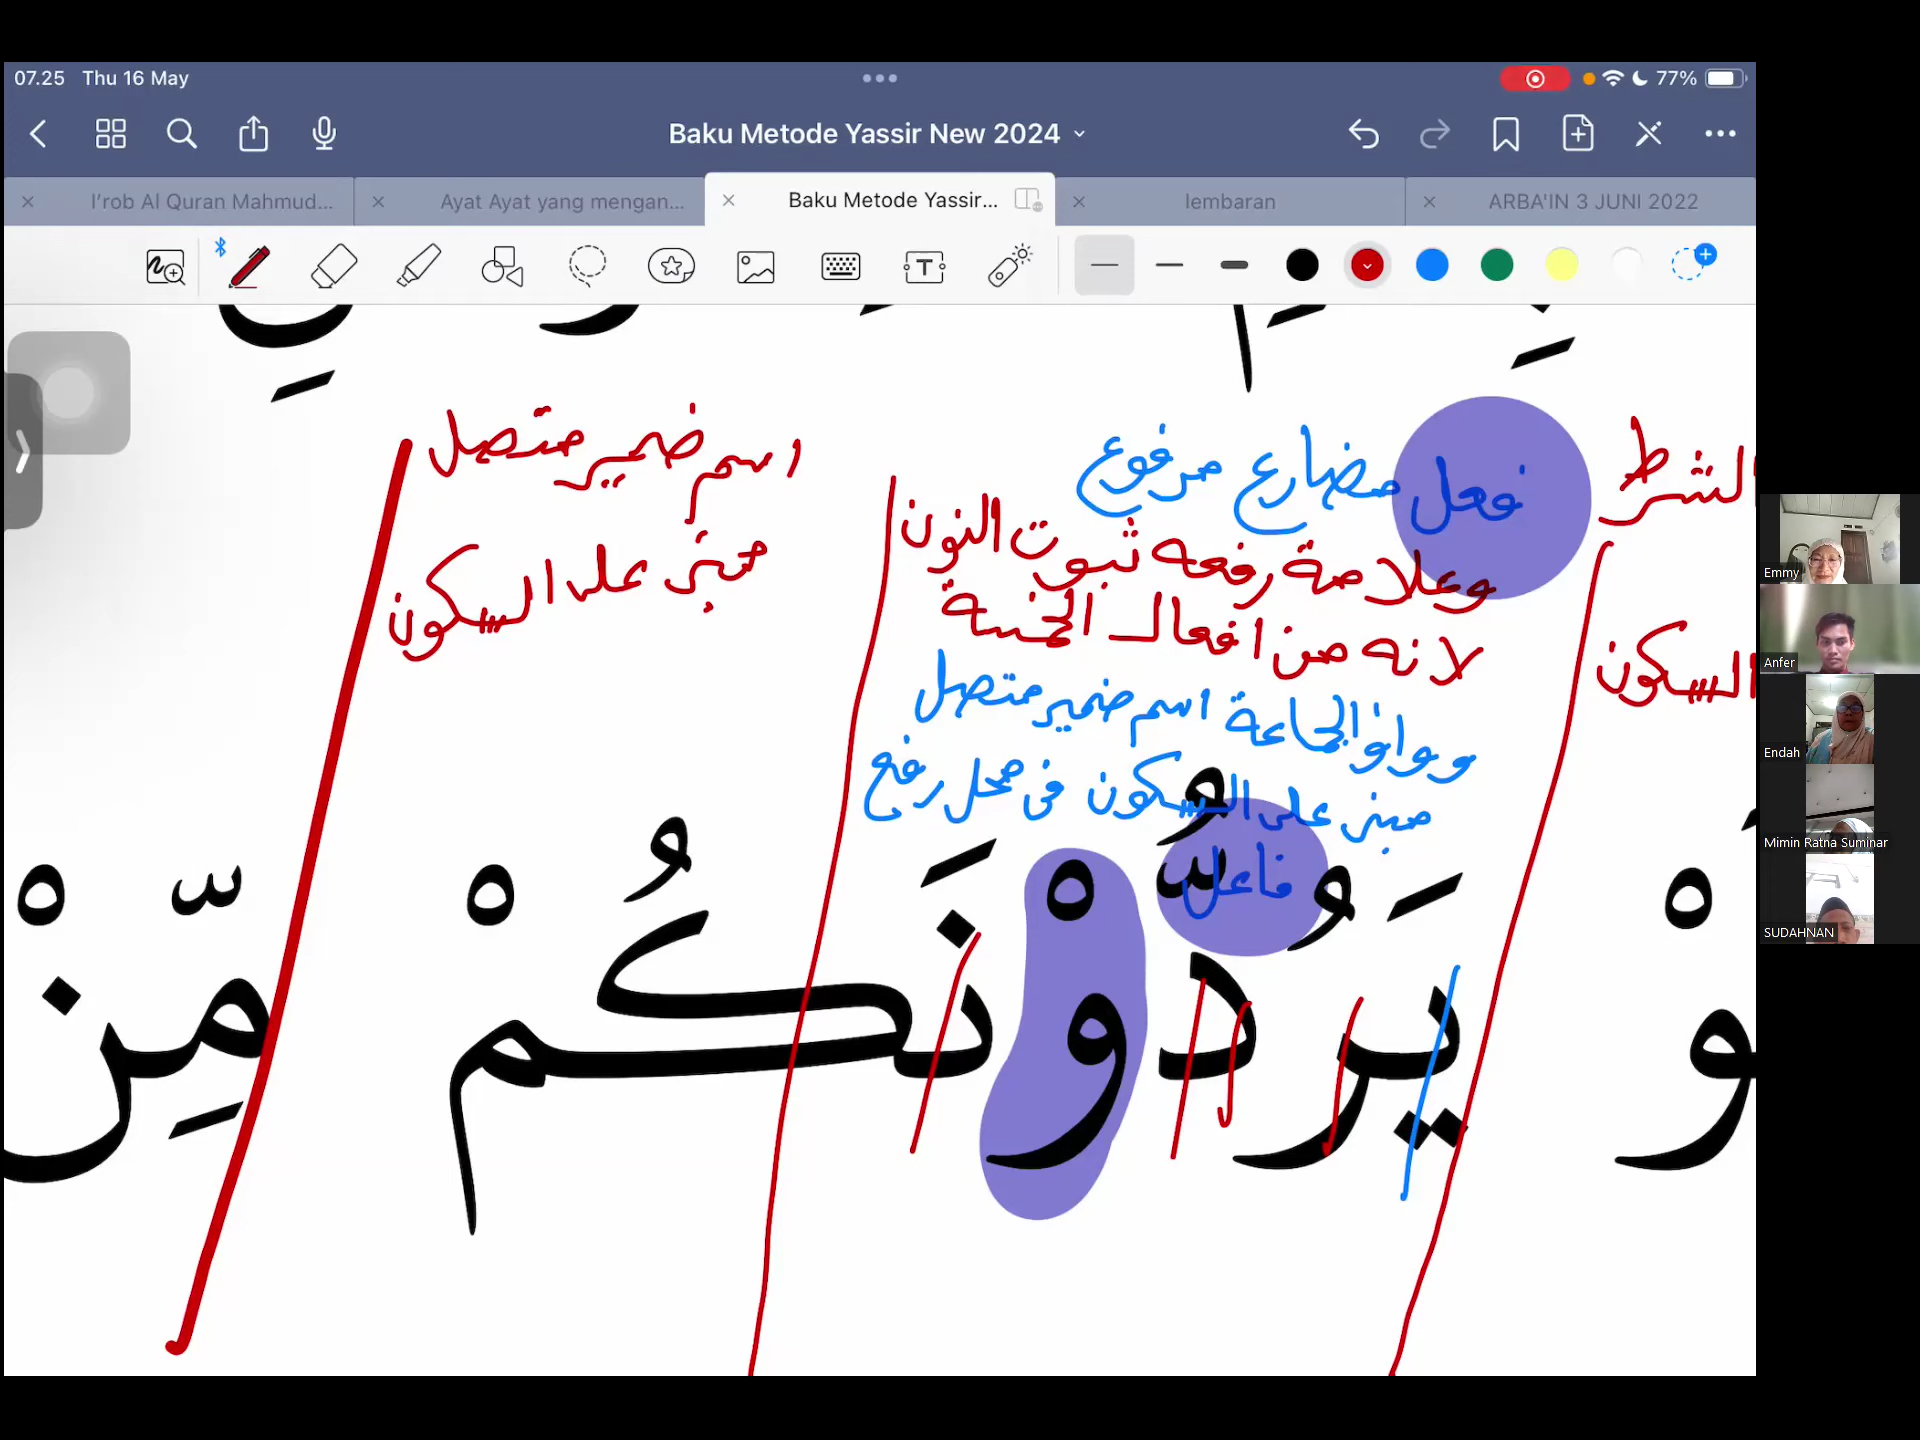 07.25 Thu 16 May
77%
Baku Metode Yassir New 2024
I'rob Al Quran Mahmud...
Ayat Ayat yang mengan...
Baku Metode Yassir...
lembaran
ARBA'IN 3 JUNI 2022
الشرط
السكون
فعل مضارع مرفوع
وعلامة رفعه ثبوت النون
لانه من افعال الخمسة
وواو الجماعة اسم ضمير متصل
مبني على السكون في محل رفع
فاعل
اسم ضمير متصل
مبني على السكون
وْ يَرُدُّوْنَكُمْ مِّنْ
Emmy
Anfer
Endah
Mimin Ratna Suminar
SUDAHNAN